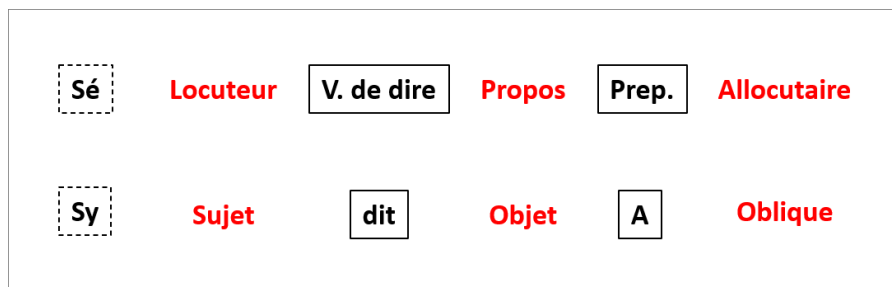 Sé Locuteur V. de dire Propos Prep. Allocutaire
Sy Sujet dit Objet A Oblique